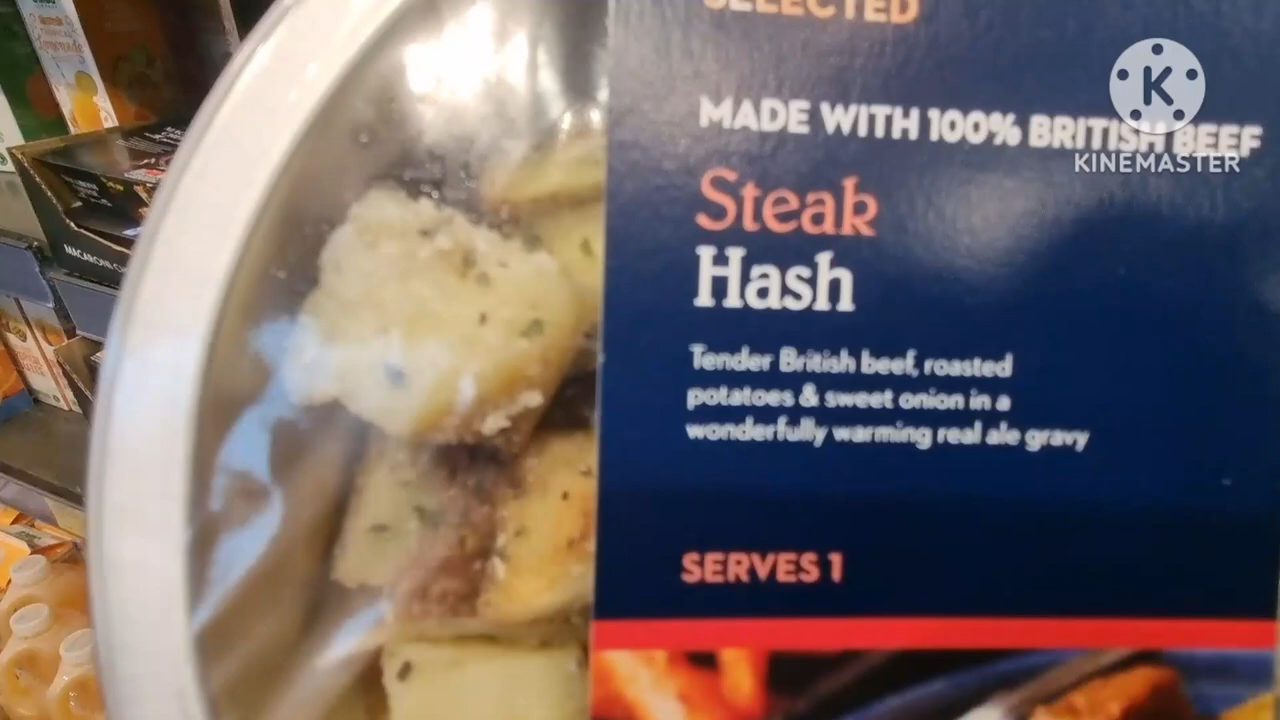 SELECTED
MADE WITH 100% BRITISH BEEF
Steak
Hash
Tender British beef, roasted
potatoes & sweet onion in a
wonderfully warming real ale gravy
SERVES 1
K
KINEMASTER
MACARONI